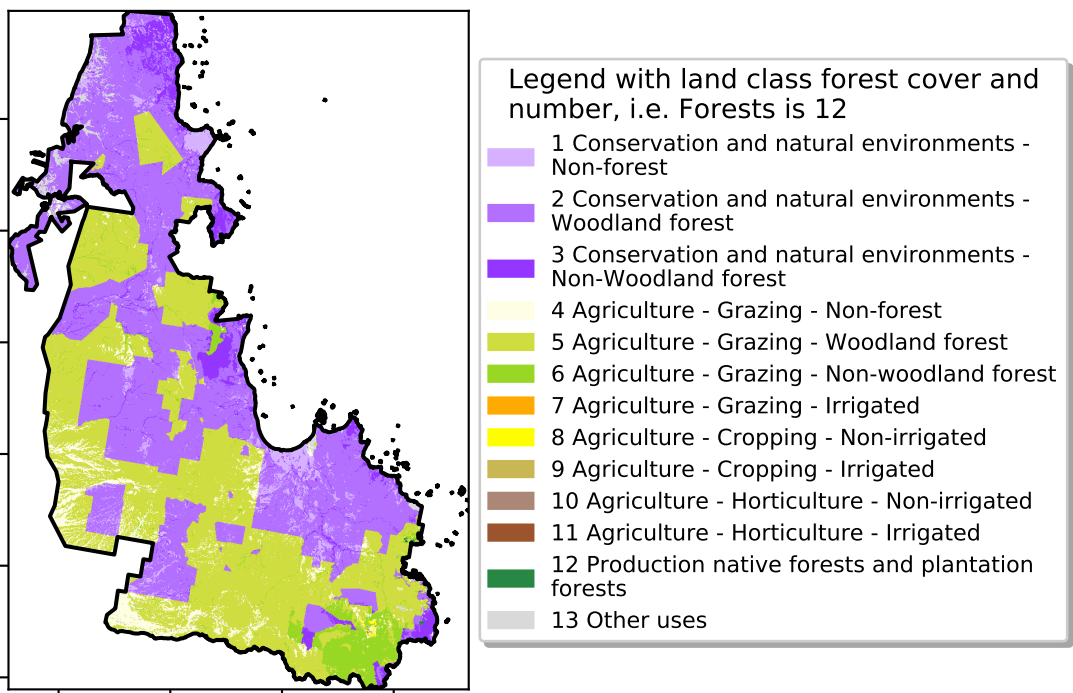 Legend with land class forest cover and
number, i.e. Forests is 12
1 Conservation and natural environments -
Non-forest
2 Conservation and natural environments -
Woodland forest
3 Conservation and natural environments -
Non-Woodland forest
4 Agriculture - Grazing - Non-forest
5 Agriculture - Grazing - Woodland forest
6 Agriculture - Grazing - Non-woodland forest
7 Agriculture - Grazing - Irrigated
8 Agriculture - Cropping - Non-irrigated
9 Agriculture - Cropping - Irrigated
10 Agriculture - Horticulture - Non-irrigated
11 Agriculture - Horticulture - Irrigated
12 Production native forests and plantation
forests
13 Other uses